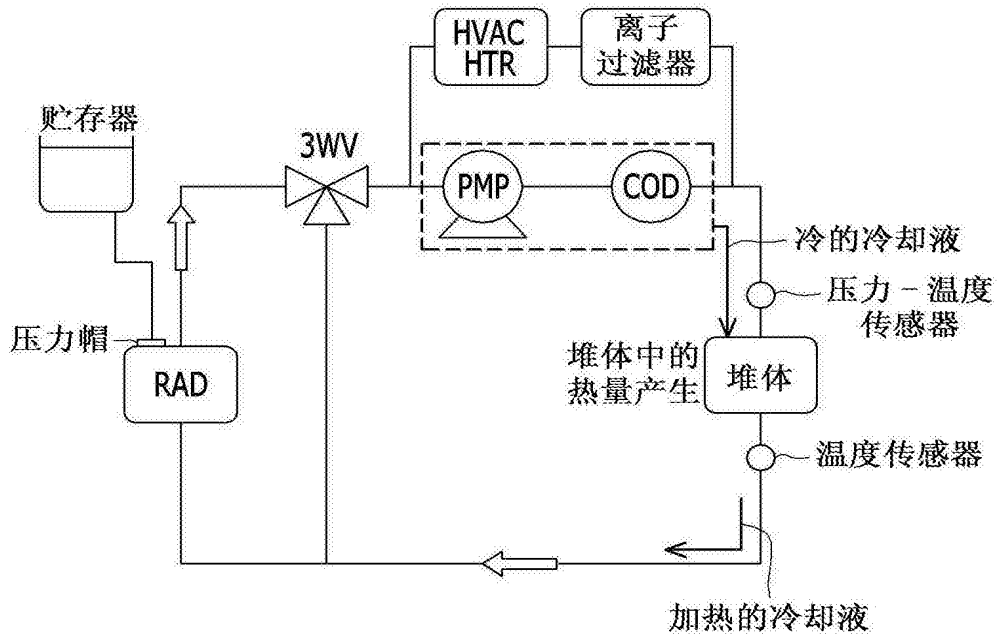 HVAC
HTR
离子
过滤器
贮存器
3WV
PMP
COD
冷的冷却液
压力－温度
传感器
压力帽
RAD
堆体中的
热量产生
堆体
温度传感器
加热的冷却液